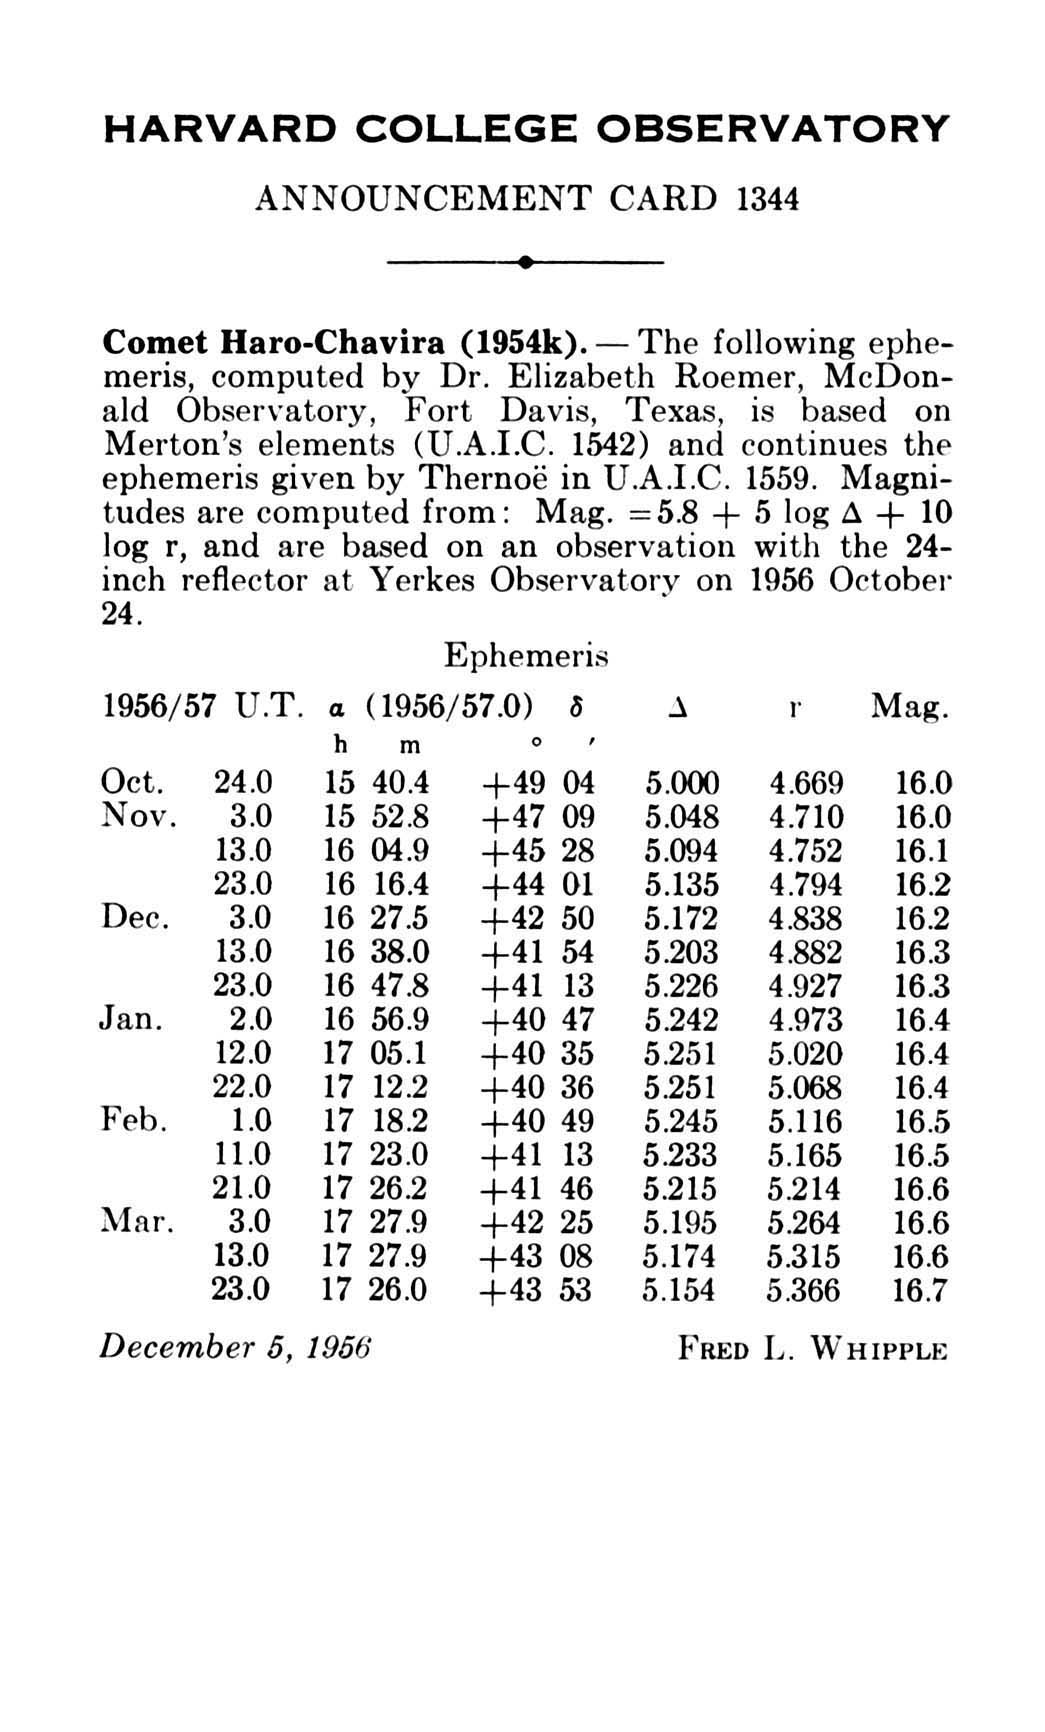 HARVARD COLLEGE OBSERVATORY
ANNOUNCEMENT CARD 1344
Comet Haro-Chavira (1954k). — The following ephe-
meris, computed by Dr. Elizabeth Roemer, McDon-
ald Observatory, Fort Davis, Texas, is based on
Merton's elements (U.A.I.C. 1542) and continues the
ephemeris given by Thernoë in U.A.I.C. 1559. Magni-
tudes are computed from: Mag. =5.8 + 5 log Δ + 10
log r, and are based on an observation with the 24-
inch reflector at Yerkes Observatory on 1956 October
24.
Ephemeris
1956/57 U.T. α (1956/57.0) δ Δ r Mag.
h m ° ′
Oct. 24.0 15 40.4 +49 04 5.000 4.669 16.0
Nov. 3.0 15 52.8 +47 09 5.048 4.710 16.0
13.0 16 04.9 +45 28 5.094 4.752 16.1
23.0 16 16.4 +44 01 5.135 4.794 16.2
Dec. 3.0 16 27.5 +42 50 5.172 4.838 16.2
13.0 16 38.0 +41 54 5.203 4.882 16.3
23.0 16 47.8 +41 13 5.226 4.927 16.3
Jan. 2.0 16 56.9 +40 47 5.242 4.973 16.4
12.0 17 05.1 +40 35 5.251 5.020 16.4
22.0 17 12.2 +40 36 5.251 5.068 16.4
Feb. 1.0 17 18.2 +40 49 5.245 5.116 16.5
11.0 17 23.0 +41 13 5.233 5.165 16.5
21.0 17 26.2 +41 46 5.215 5.214 16.6
Mar. 3.0 17 27.9 +42 25 5.195 5.264 16.6
13.0 17 27.9 +43 08 5.174 5.315 16.6
23.0 17 26.0 +43 53 5.154 5.366 16.7
December 5, 1956 FRED L. WHIPPLE